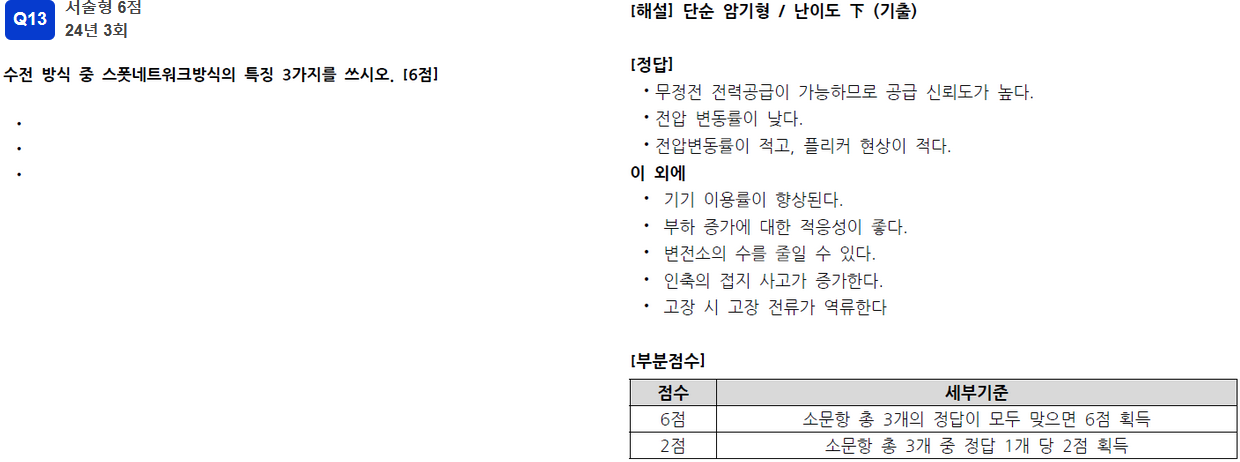 Q13
서술형 6점
24년 3회
수전 방식 중 스폿네트워크방식의 특징 3가지를 쓰시오. [6점]
•
•
•
[해설] 단순 암기형 / 난이도 下 (기출)
[정답]
• 무정전 전력공급이 가능하므로 공급 신뢰도가 높다.
• 전압 변동률이 낮다.
• 전압변동률이 적고, 플리커 현상이 적다.
이 외에
• 기기 이용률이 향상된다.
• 부하 증가에 대한 적응성이 좋다.
• 변전소의 수를 줄일 수 있다.
• 인축의 접지 사고가 증가한다.
• 고장 시 고장 전류가 역류한다
[부분점수]
점수 세부기준
6점 소문항 총 3개의 정답이 모두 맞으면 6점 획득
2점 소문항 총 3개 중 정답 1개 당 2점 획득